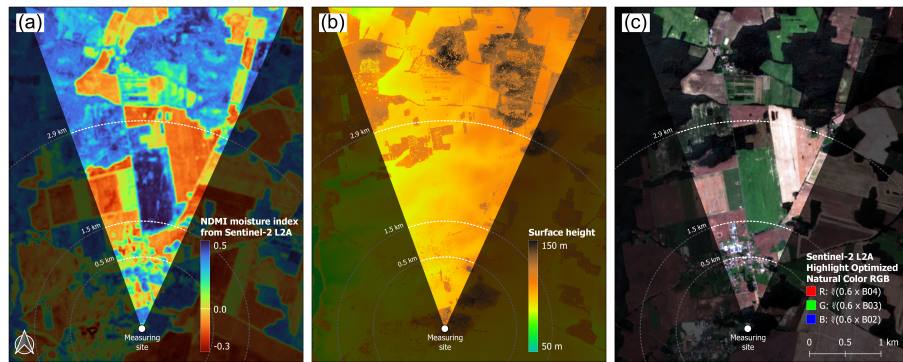 (a)
2.9 km
1.5 km
0.5 km
Measuring
site
NDMI moisture index
from Sentinel-2 L2A
0.5
0.0
-0.3
(b)
2.9 km
1.5 km
0.5 km
Measuring
site
Surface height
150 m
50 m
(c)
2.9 km
1.5 km
0.5 km
Measuring
site
Sentinel-2 L2A
Highlight Optimized
Natural Color RGB
R: ∛(0.6 x B04)
G: ∛(0.6 x B03)
B: ∛(0.6 x B02)
0 0.5 1 km